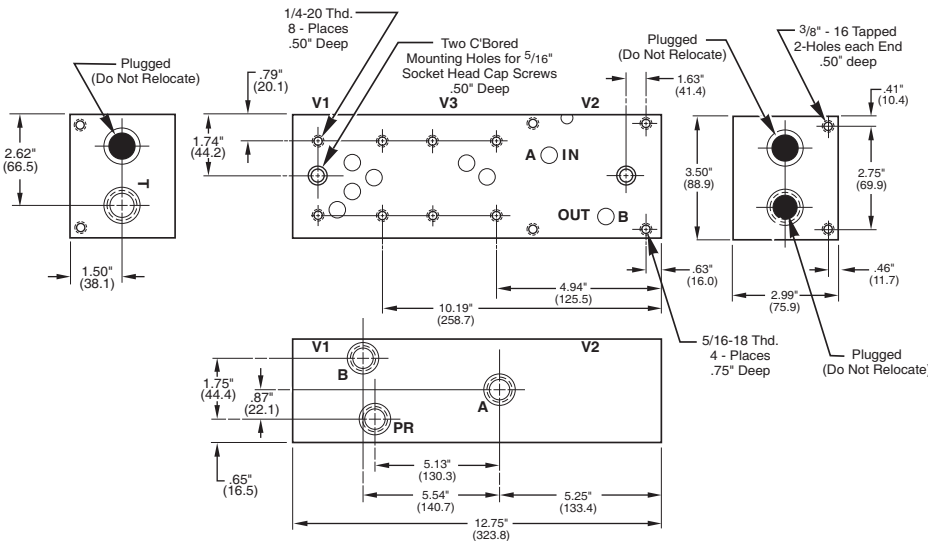 1/4-20 Thd.
8 - Places
.50" Deep
Two C'Bored
Mounting Holes for 5/16"
Socket Head Cap Screws
.50" Deep
Plugged
(Do Not Relocate)
3/8" - 16 Tapped
2-Holes each End
.50" deep
Plugged
(Do Not Relocate)
.79"
(20.1)
1.63"
(41.4)
.41"
(10.4)
V1
V3
V2
2.62"
(66.5)
1.74"
(44.2)
A
IN
3.50"
(88.9)
2.75"
(69.9)
T
OUT
B
1.50"
(38.1)
4.94"
(125.5)
.63"
(16.0)
.46"
(11.7)
2.99"
(75.9)
10.19"
(258.7)
5/16-18 Thd.
4 - Places
.75" Deep
Plugged
(Do Not Relocate)
V1
V2
B
1.75"
(44.4)
.87"
(22.1)
A
PR
.65"
(16.5)
5.13"
(130.3)
5.54"
(140.7)
5.25"
(133.4)
12.75"
(323.8)